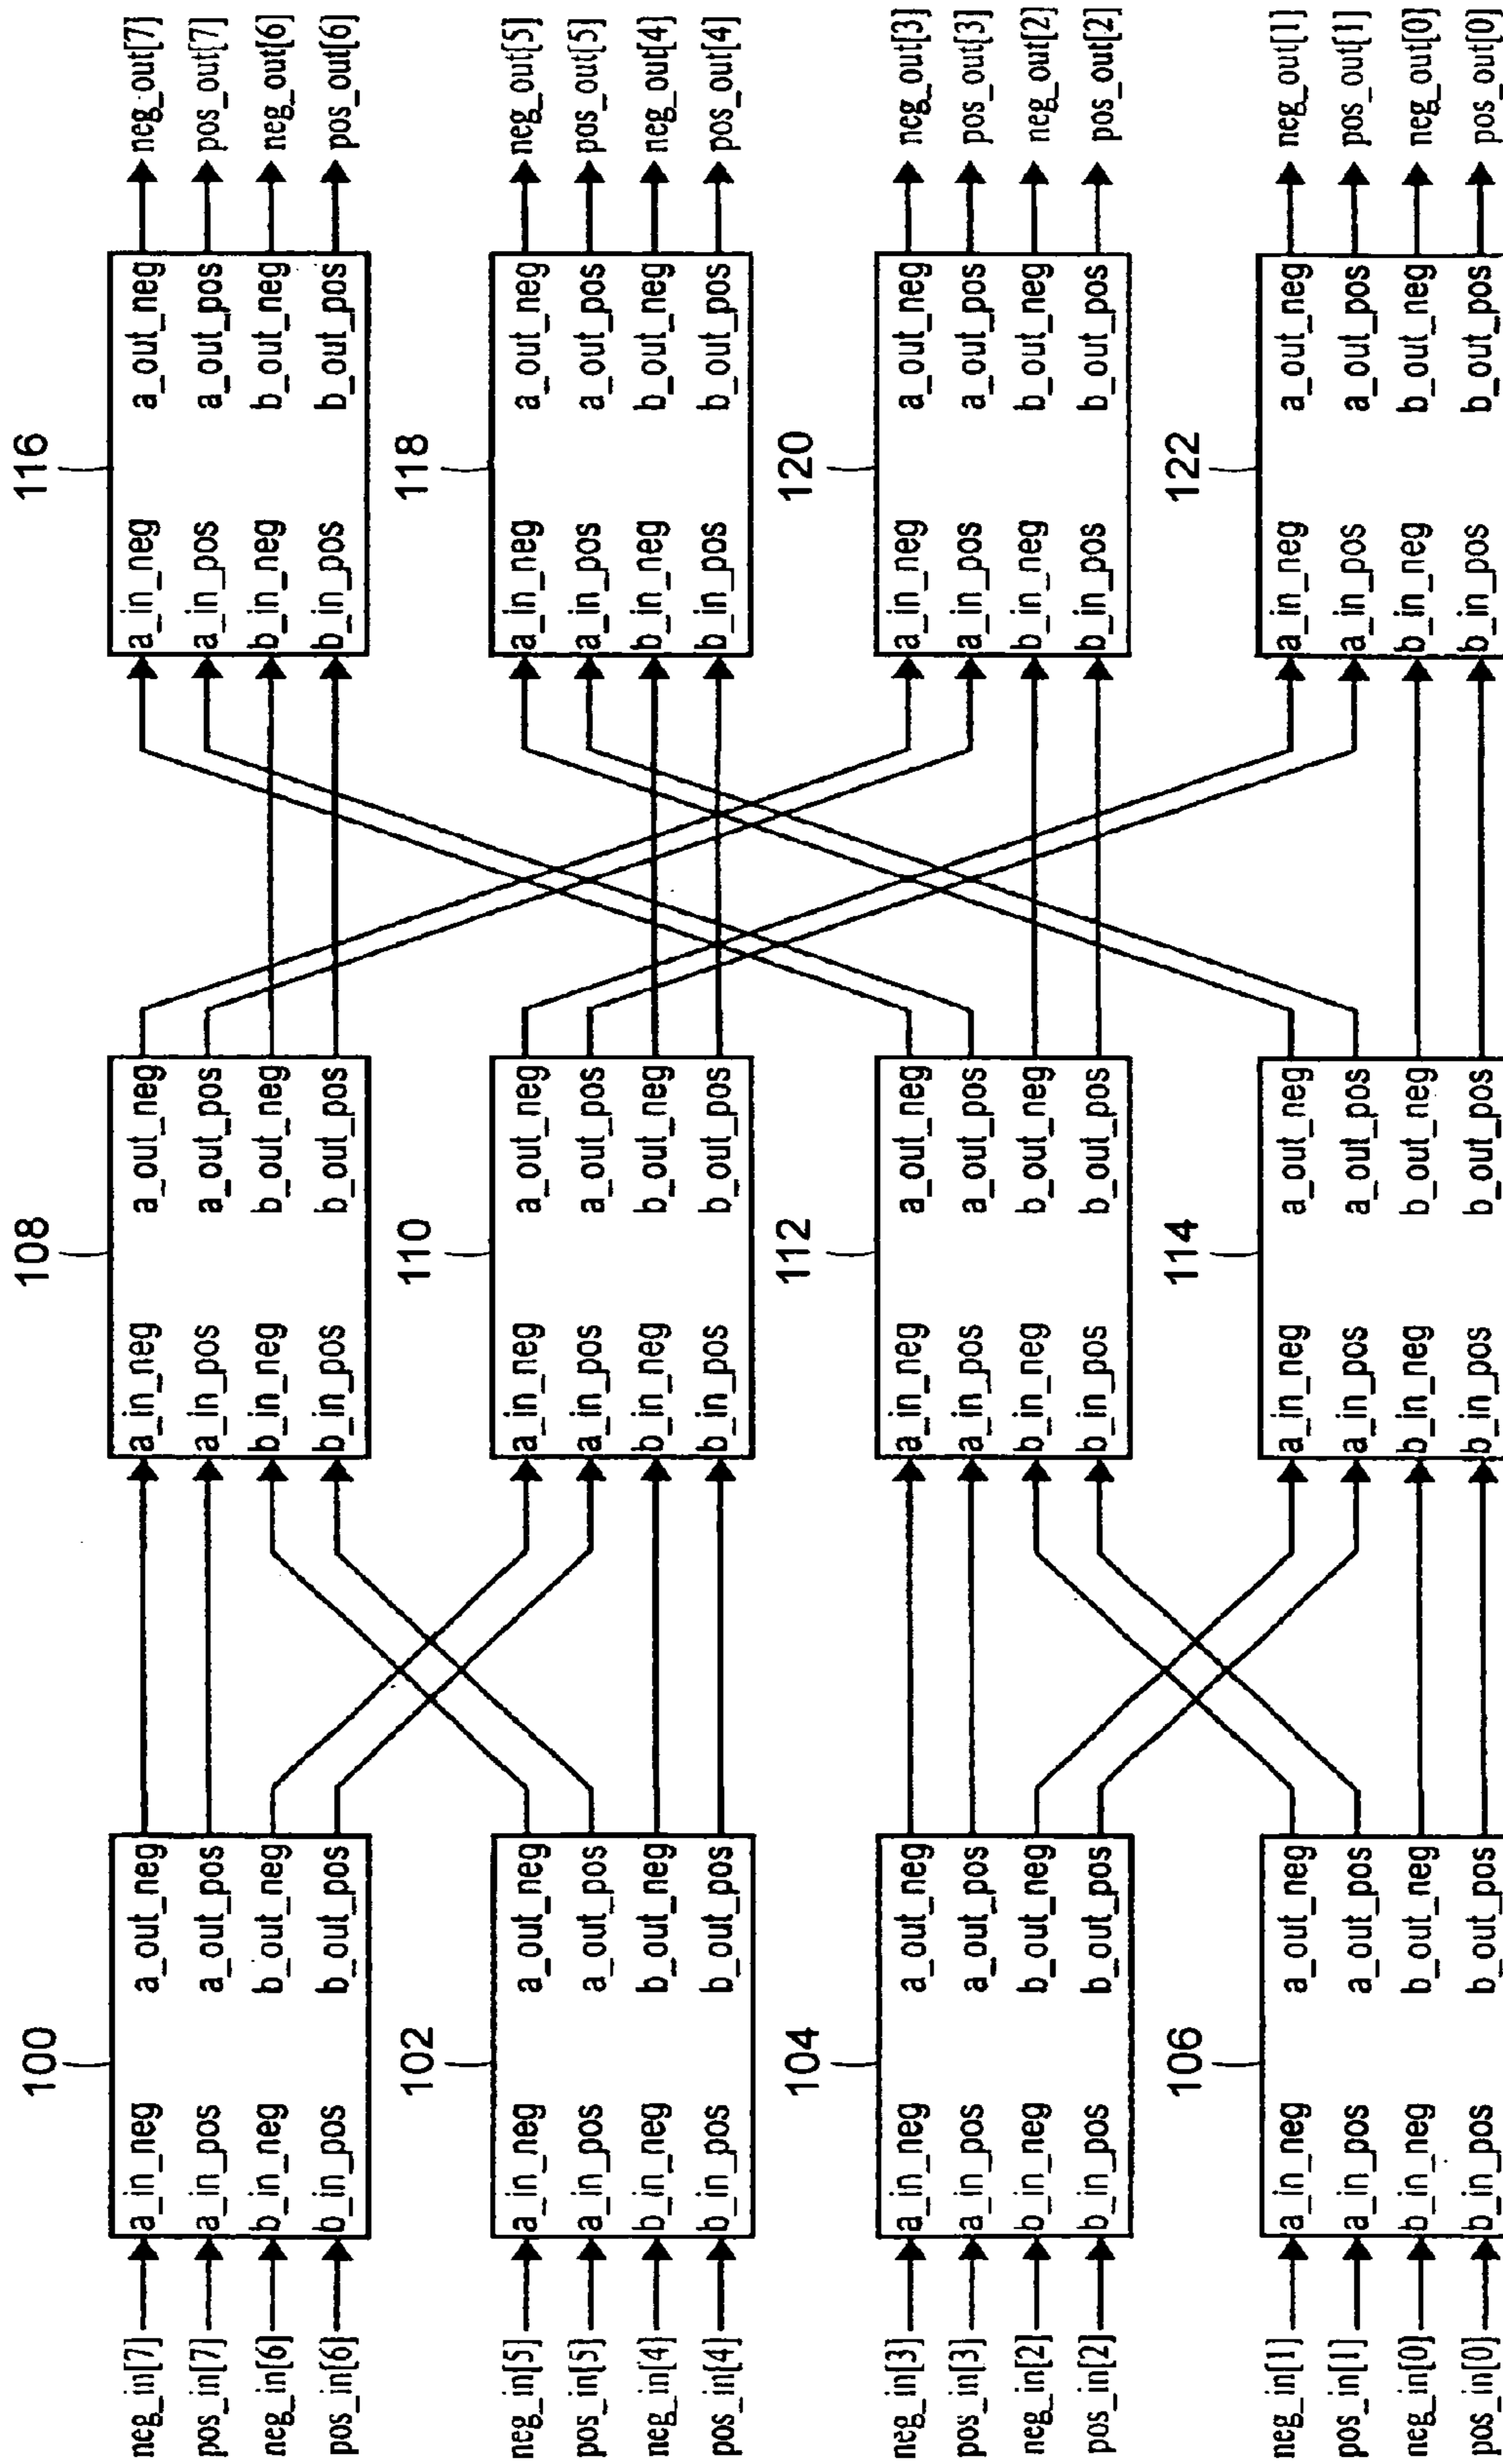 100 108 116
neg_in[7] a_in_neg a_out_neg a_in_neg a_out_neg a_in_neg a_out_neg neg_out[7]
pos_in[7] a_in_pos a_out_pos a_in_pos a_out_pos a_in_pos a_out_pos pos_out[7]
neg_in[6] b_in_neg b_out_neg b_in_neg b_out_neg b_in_neg b_out_neg neg_out[6]
pos_in[6] b_in_pos b_out_pos b_in_pos b_out_pos b_in_pos b_out_pos pos_out[6]
102 110 118
neg_in[5] a_in_neg a_out_neg a_in_neg a_out_neg a_in_neg a_out_neg neg_out[5]
pos_in[5] a_in_pos a_out_pos a_in_pos a_out_pos a_in_pos a_out_pos pos_out[5]
neg_in[4] b_in_neg b_out_neg b_in_neg b_out_neg b_in_neg b_out_neg neg_out[4]
pos_in[4] b_in_pos b_out_pos b_in_pos b_out_pos b_in_pos b_out_pos pos_out[4]
104 112 120
neg_in[3] a_in_neg a_out_neg a_in_neg a_out_neg a_in_neg a_out_neg neg_out[3]
pos_in[3] a_in_pos a_out_pos a_in_pos a_out_pos a_in_pos a_out_pos pos_out[3]
neg_in[2] b_in_neg b_out_neg b_in_neg b_out_neg b_in_neg b_out_neg neg_out[2]
pos_in[2] b_in_pos b_out_pos b_in_pos b_out_pos b_in_pos b_out_pos pos_out[2]
106 114 122
neg_in[1] a_in_neg a_out_neg a_in_neg a_out_neg a_in_neg a_out_neg neg_out[1]
pos_in[1] a_in_pos a_out_pos a_in_pos a_out_pos a_in_pos a_out_pos pos_out[1]
neg_in[0] b_in_neg b_out_neg b_in_neg b_out_neg b_in_neg b_out_neg neg_out[0]
pos_in[0] b_in_pos b_out_pos b_in_pos b_out_pos b_in_pos b_out_pos pos_out[0]